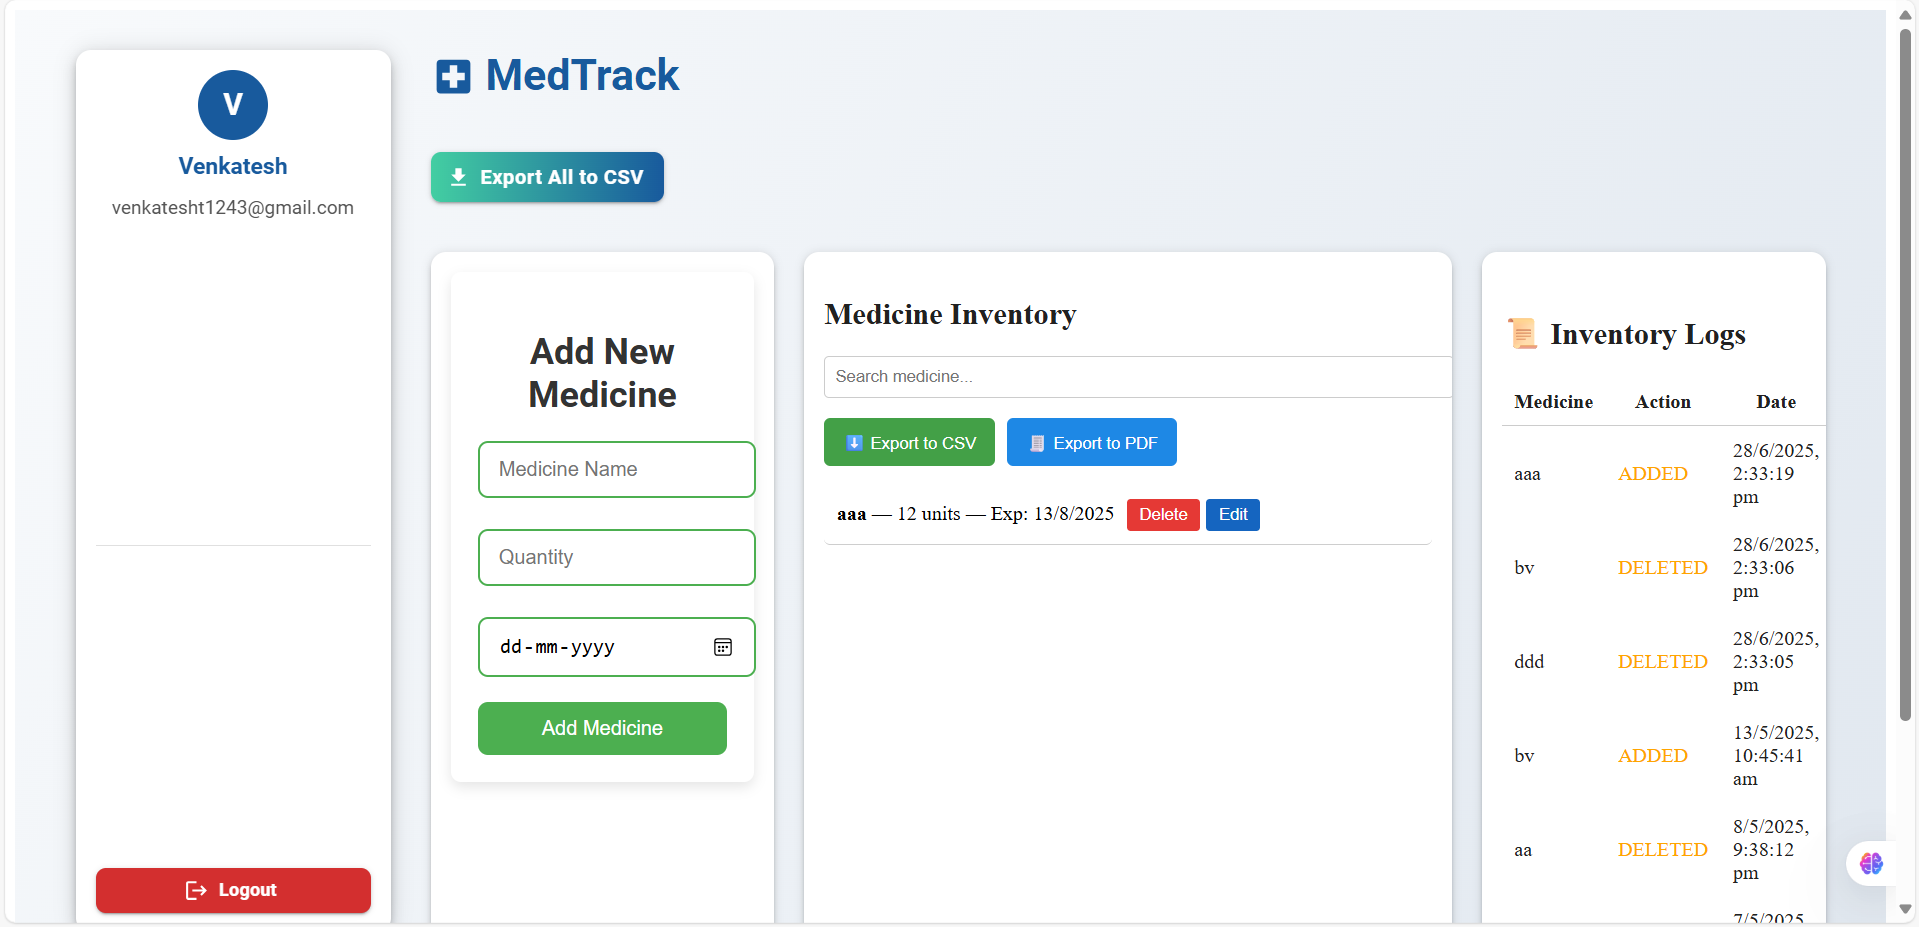 V
Venkatesh
venkatesht1243@gmail.com
Logout
MedTrack
Export All to CSV
Add New
Medicine
Medicine Name
Quantity
dd-mm-yyyy
Add Medicine
Medicine Inventory
Search medicine...
Export to CSV Export to PDF
aaa — 12 units — Exp: 13/8/2025 Delete Edit
Inventory Logs
Medicine Action Date
aaa ADDED 28/6/2025,
2:33:19
pm
bv DELETED 28/6/2025,
2:33:06
pm
ddd DELETED 28/6/2025,
2:33:05
pm
bv ADDED 13/5/2025,
10:45:41
am
aa DELETED 8/5/2025,
9:38:12
pm
7/5/2025